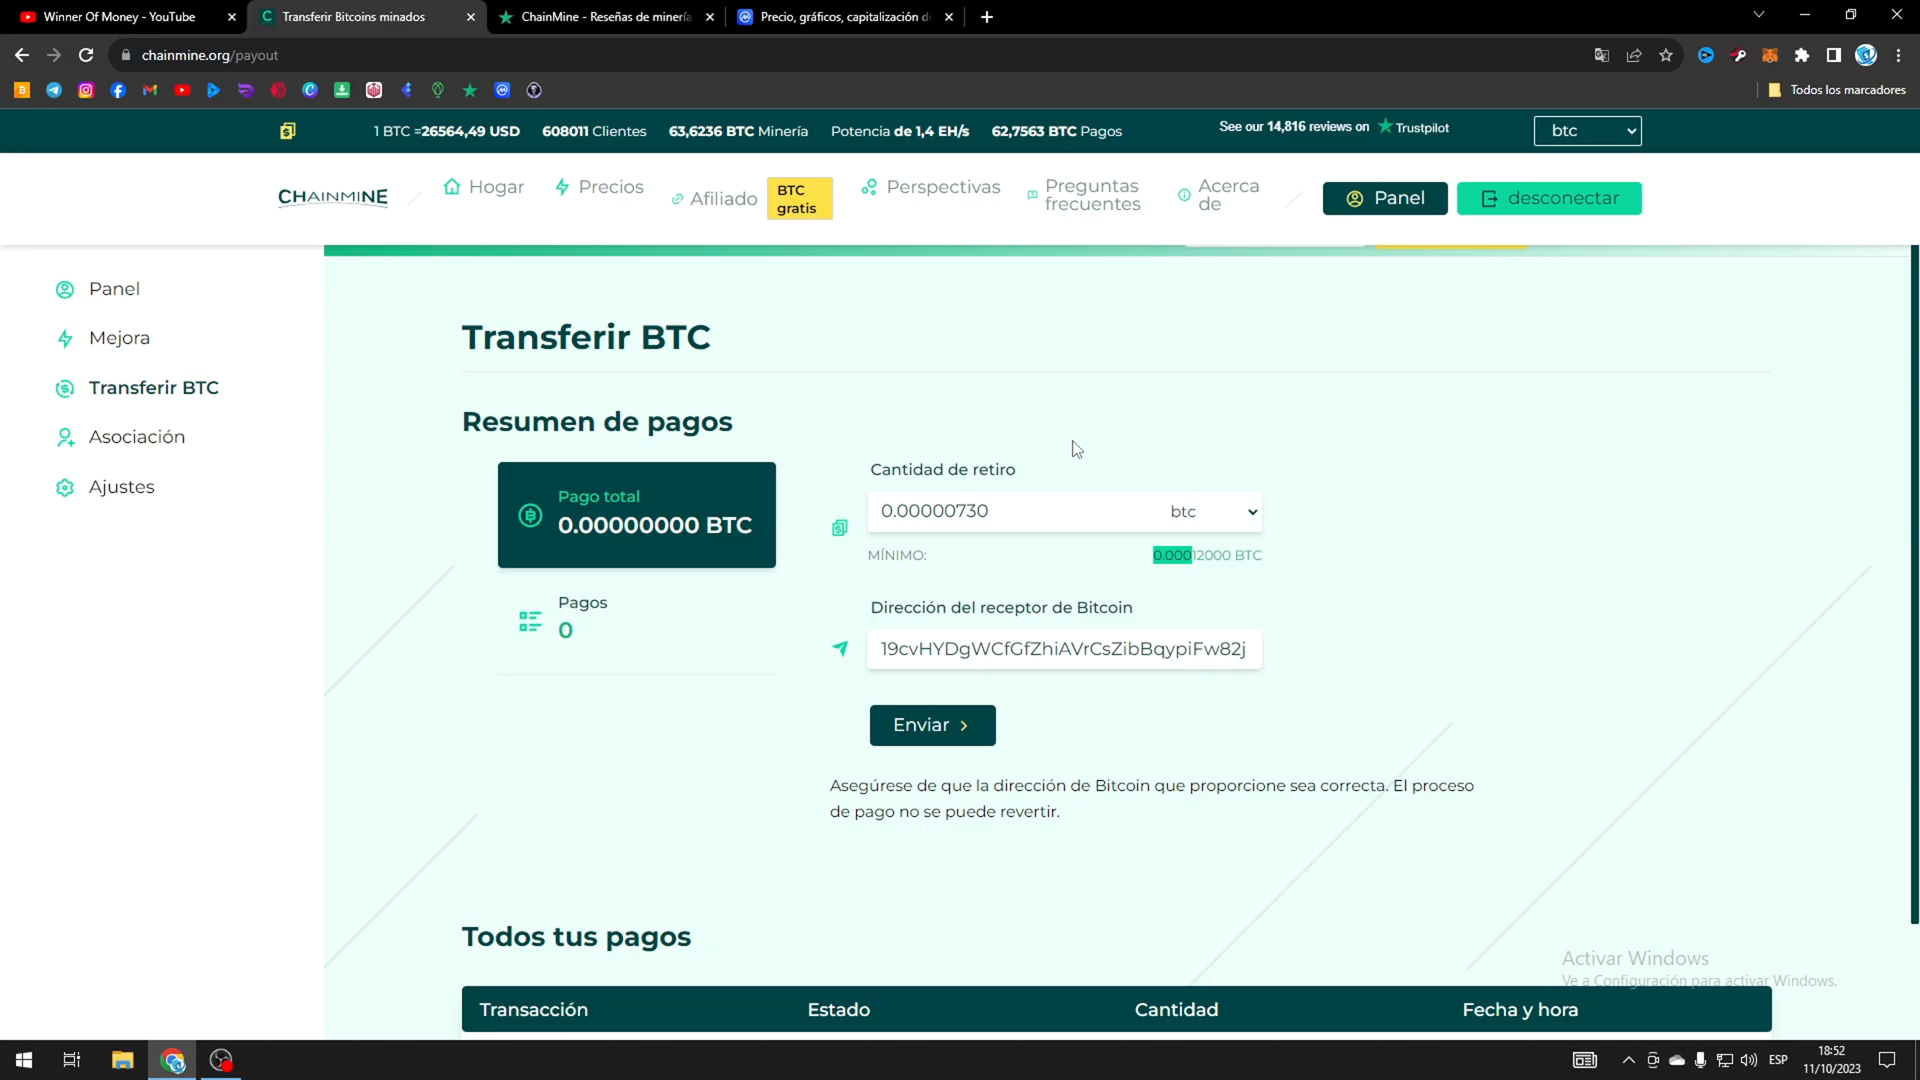 Winner Of Money - YouTube
Transferir Bitcoins minados
ChainMine - Reseñas de minería
Precio, gráficos, capitalización d
chainmine.org/payout
Todos los marcadores
1 BTC =26564,49 USD
608011 Clientes
63,6236 BTC Minería
Potencia de 1,4 EH/s
62,7563 BTC Pagos
See our 14,816 reviews on Trustpilot
btc
CHAINMINE
Hogar
Precios
Afiliado
BTC
gratis
Perspectivas
Preguntas
frecuentes
Acerca
de
Panel
desconectar
Panel
Mejora
Transferir BTC
Asociación
Ajustes
Transferir BTC
Resumen de pagos
Pago total
0.00000000 BTC
Pagos
0
Cantidad de retiro
0.00000730 btc
MÍNIMO: 0.00012000 BTC
Dirección del receptor de Bitcoin
19cvHYDgWCfGfZhiAVrCsZibBqypiFw82j
Enviar
Asegúrese de que la dirección de Bitcoin que proporcione sea correcta. El proceso
de pago no se puede revertir.
Todos tus pagos
Transacción Estado Cantidad Fecha y hora
Activar Windows
Ve a Configuración para activar Windows.
ESP
18:52
11/10/2023